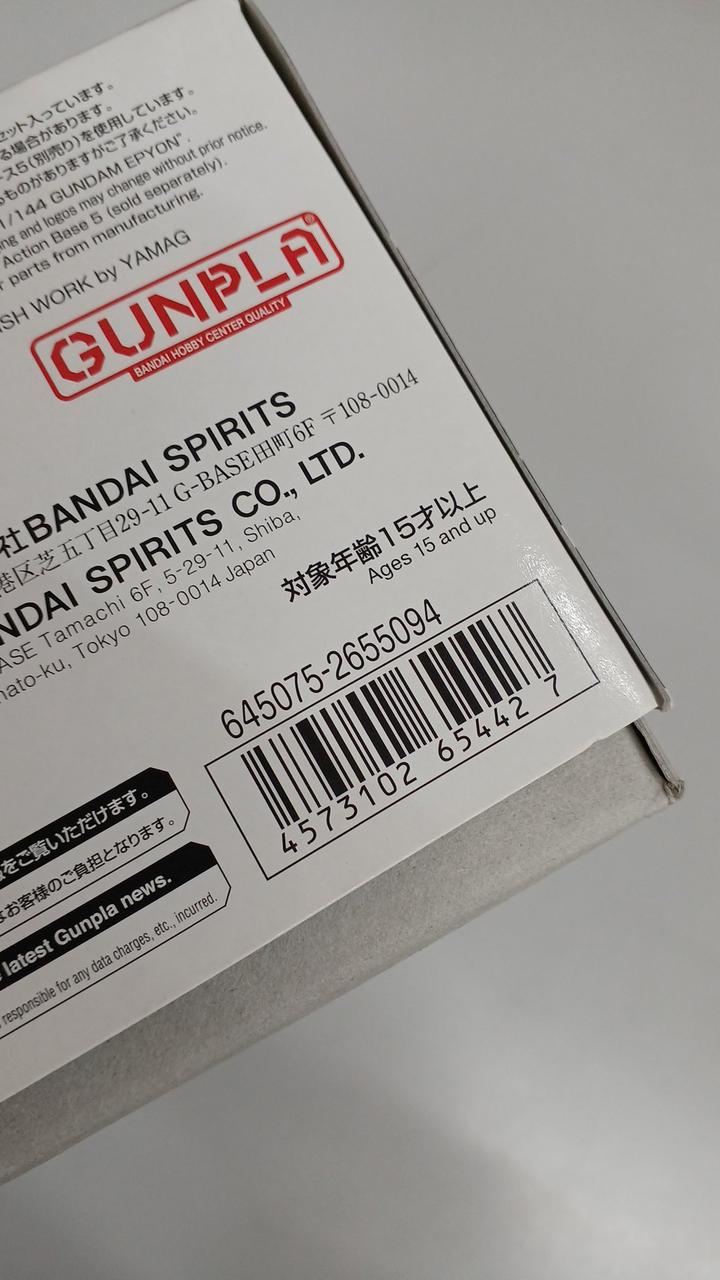 セット入っています。
る場合があります。
ース5(別売り)を使用しています。
るものがありますがご了承ください。
1/144 GUNDAM EPYON".
ing and logos may change without prior notice.
Action Base 5 (sold separately).
r parts from manufacturing.
ISH WORK by YAMAG
GUNPLA®
BANDAI HOBBY CENTER QUALITY
社BANDAI SPIRITS
港区芝五丁目29-11 G-BASE田町6F 〒108-0014
NDAI SPIRITS CO., LTD.
ASE Tamachi 6F, 5-29-11, Shiba,
nato-ku, Tokyo 108-0014 Japan
対象年齢15才以上
Ages 15 and up
645075-2655094
4573102 65442 7
をご覧いただけます。
はお客様のご負担となります。
latest Gunpla news.
responsible for any data charges, etc., incurred.